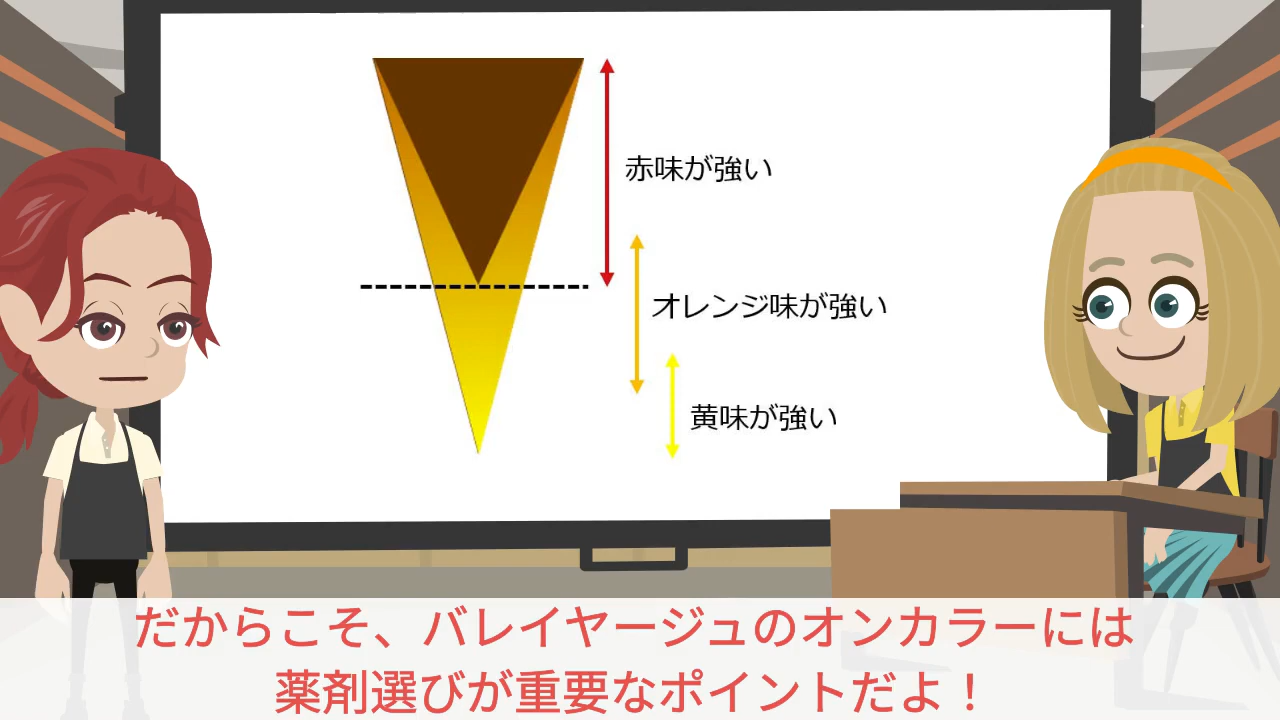 赤味が強い
オレンジ味が強い
黄味が強い
だからこそ、バレイヤージュのオンカラーには
薬剤選びが重要なポイントだよ！